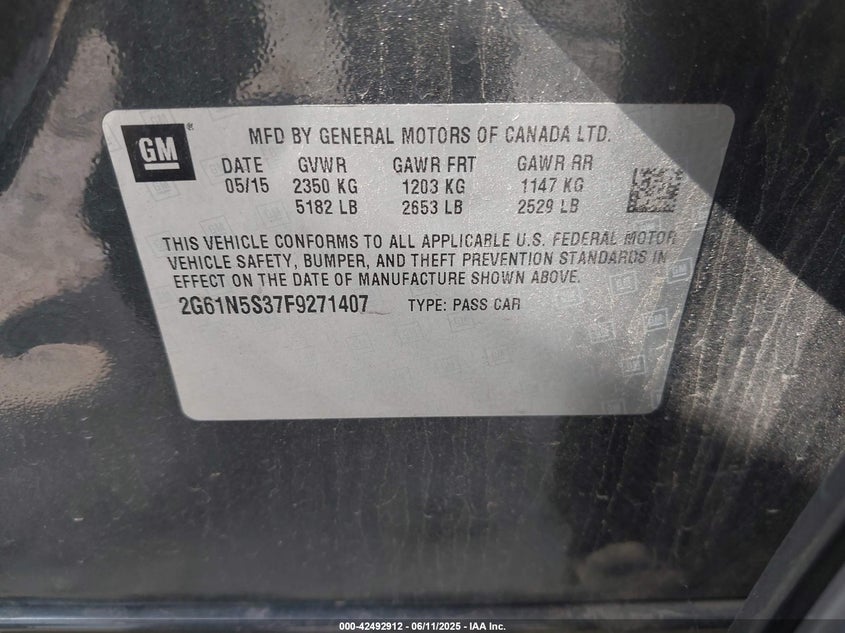 GM ®
MFD BY GENERAL MOTORS OF CANADA LTD.
DATE GVWR GAWR FRT GAWR RR
05/15 2350 KG 1203 KG 1147 KG
5182 LB 2653 LB 2529 LB
THIS VEHICLE CONFORMS TO ALL APPLICABLE U.S. FEDERAL MOTOR
VEHICLE SAFETY, BUMPER, AND THEFT PREVENTION STANDARDS IN
EFFECT ON THE DATE OF MANUFACTURE SHOWN ABOVE.
2G61N5S37F9271407 TYPE: PASS CAR
000-42492912 - 06/11/2025 - IAA Inc.